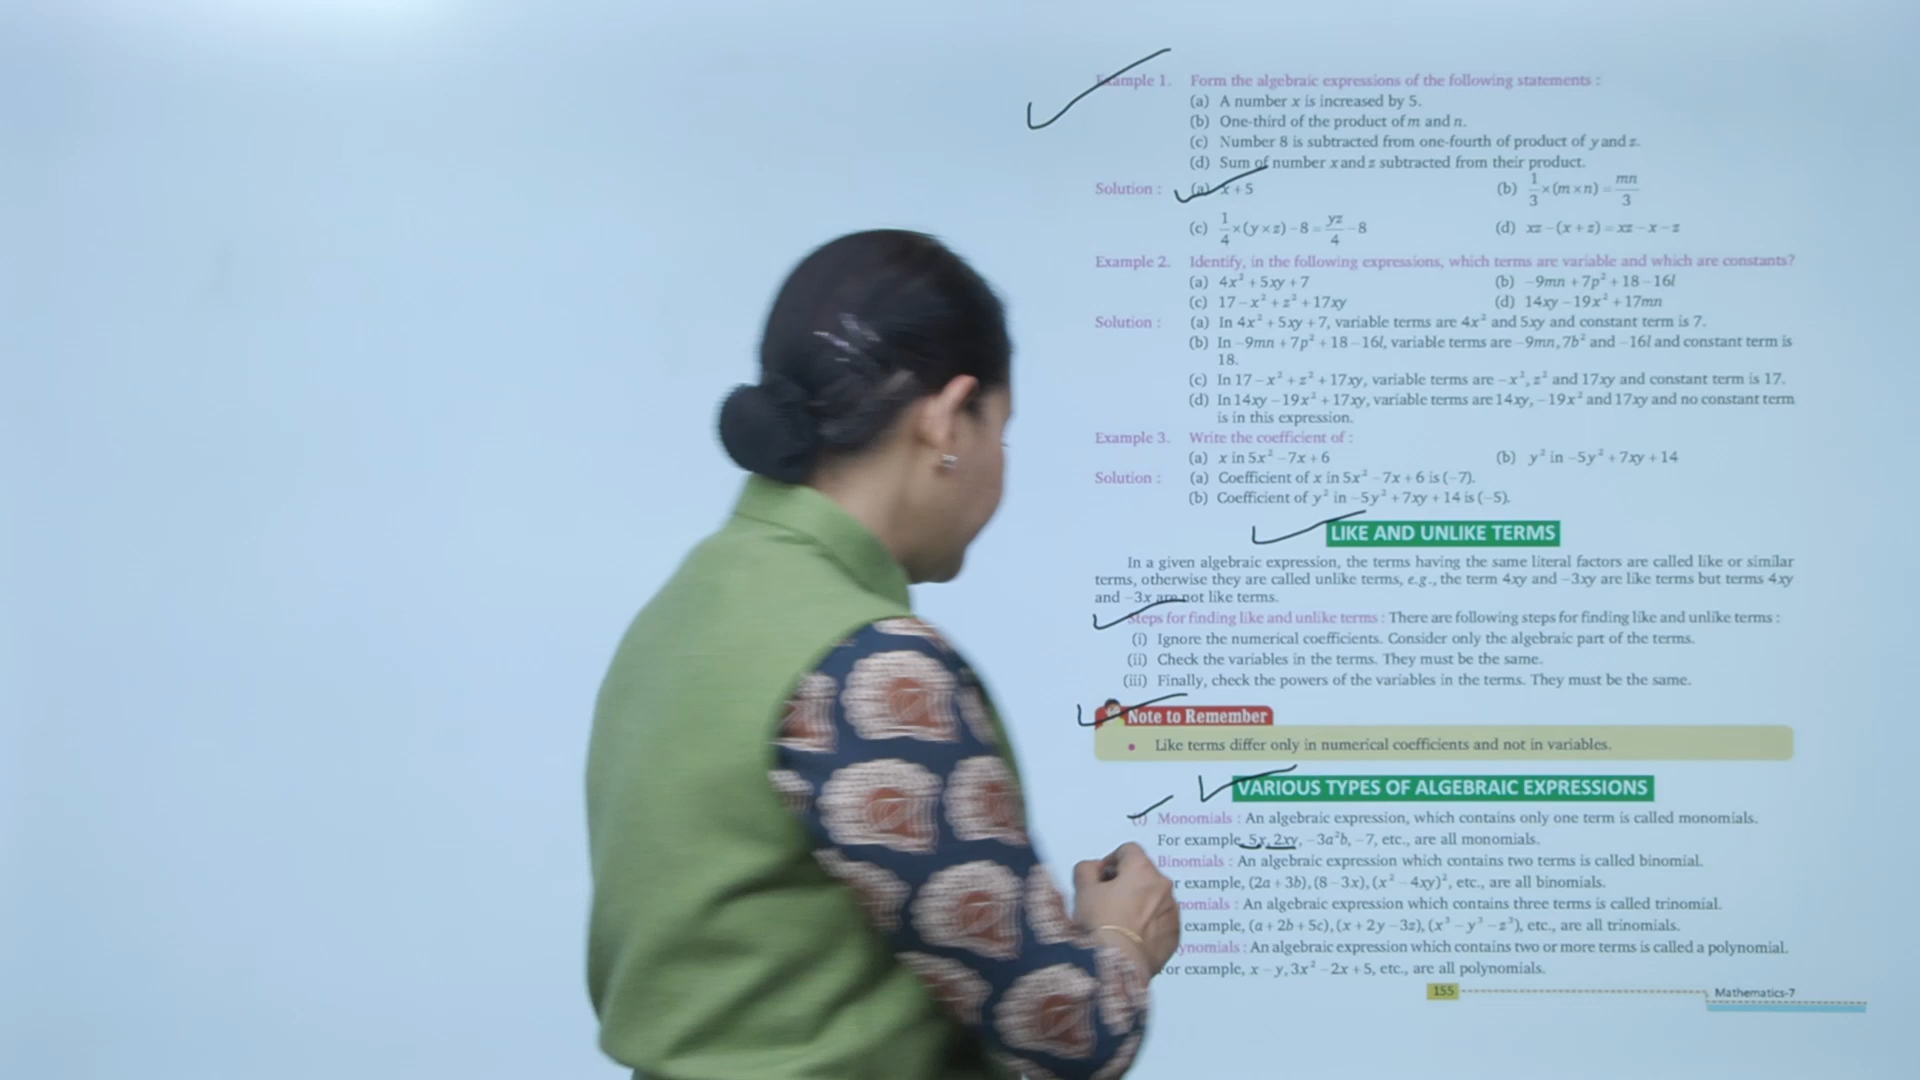 Example 1. Form the algebraic expressions of the following statements :
(a) A number x is increased by 5.
(b) One-third of the product of m and n.
(c) Number 8 is subtracted from one-fourth of product of y and z.
(d) Sum of number x and z subtracted from their product.
Solution : (a) x + 5 (b) 1/3 × (m × n) = mn/3
(c) 1/4 × (y × z) − 8 = yz/4 − 8 (d) xz − (x + z) = xz − x − z
Example 2. Identify, in the following expressions, which terms are variable and which are constants?
(a) 4x² + 5xy + 7 (b) −9mn + 7p² + 18 − 16l
(c) 17 − x² + z² + 17xy (d) 14xy − 19x² + 17mn
Solution : (a) In 4x² + 5xy + 7, variable terms are 4x² and 5xy and constant term is 7.
(b) In −9mn + 7p² + 18 − 16l, variable terms are −9mn, 7b² and −16l and constant term is
18.
(c) In 17 − x² + z² + 17xy, variable terms are −x², z² and 17xy and constant term is 17.
(d) In 14xy − 19x² + 17xy, variable terms are 14xy, −19x² and 17xy and no constant term
is in this expression.
Example 3. Write the coefficient of :
(a) x in 5x² − 7x + 6 (b) y² in −5y² + 7xy + 14
Solution : (a) Coefficient of x in 5x² − 7x + 6 is (−7).
(b) Coefficient of y² in −5y² + 7xy + 14 is (−5).
LIKE AND UNLIKE TERMS
In a given algebraic expression, the terms having the same literal factors are called like or similar
terms, otherwise they are called unlike terms, e.g., the term 4xy and −3xy are like terms but terms 4xy
and −3x are not like terms.
Steps for finding like and unlike terms : There are following steps for finding like and unlike terms :
(i) Ignore the numerical coefficients. Consider only the algebraic part of the terms.
(ii) Check the variables in the terms. They must be the same.
(iii) Finally, check the powers of the variables in the terms. They must be the same.
Note to Remember
• Like terms differ only in numerical coefficients and not in variables.
VARIOUS TYPES OF ALGEBRAIC EXPRESSIONS
(i) Monomials : An algebraic expression, which contains only one term is called monomials.
For example, 5x, 2xy, −3a²b, −7, etc., are all monomials.
Binomials : An algebraic expression which contains two terms is called binomial.
example, (2a + 3b), (8 − 3x), (x² − 4xy)², etc., are all binomials.
: An algebraic expression which contains three terms is called trinomial.
example, (a + 2b + 5c), (x + 2y − 3z), (x³ − y³ − z³), etc., are all trinomials.
: An algebraic expression which contains two or more terms is called a polynomial.
For example, x − y, 3x² − 2x + 5, etc., are all polynomials.
155 Mathematics-7